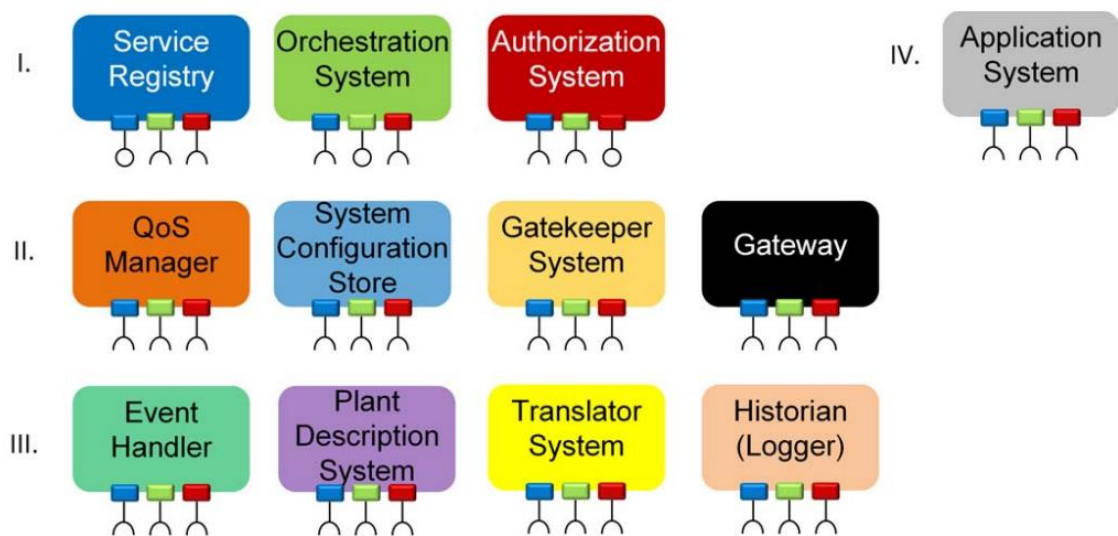 I.
Service
Registry
Orchestration
System
Authorization
System
IV.
Application
System
II.
QoS
Manager
System
Configuration
Store
Gatekeeper
System
Gateway
III.
Event
Handler
Plant
Description
System
Translator
System
Historian
(Logger)